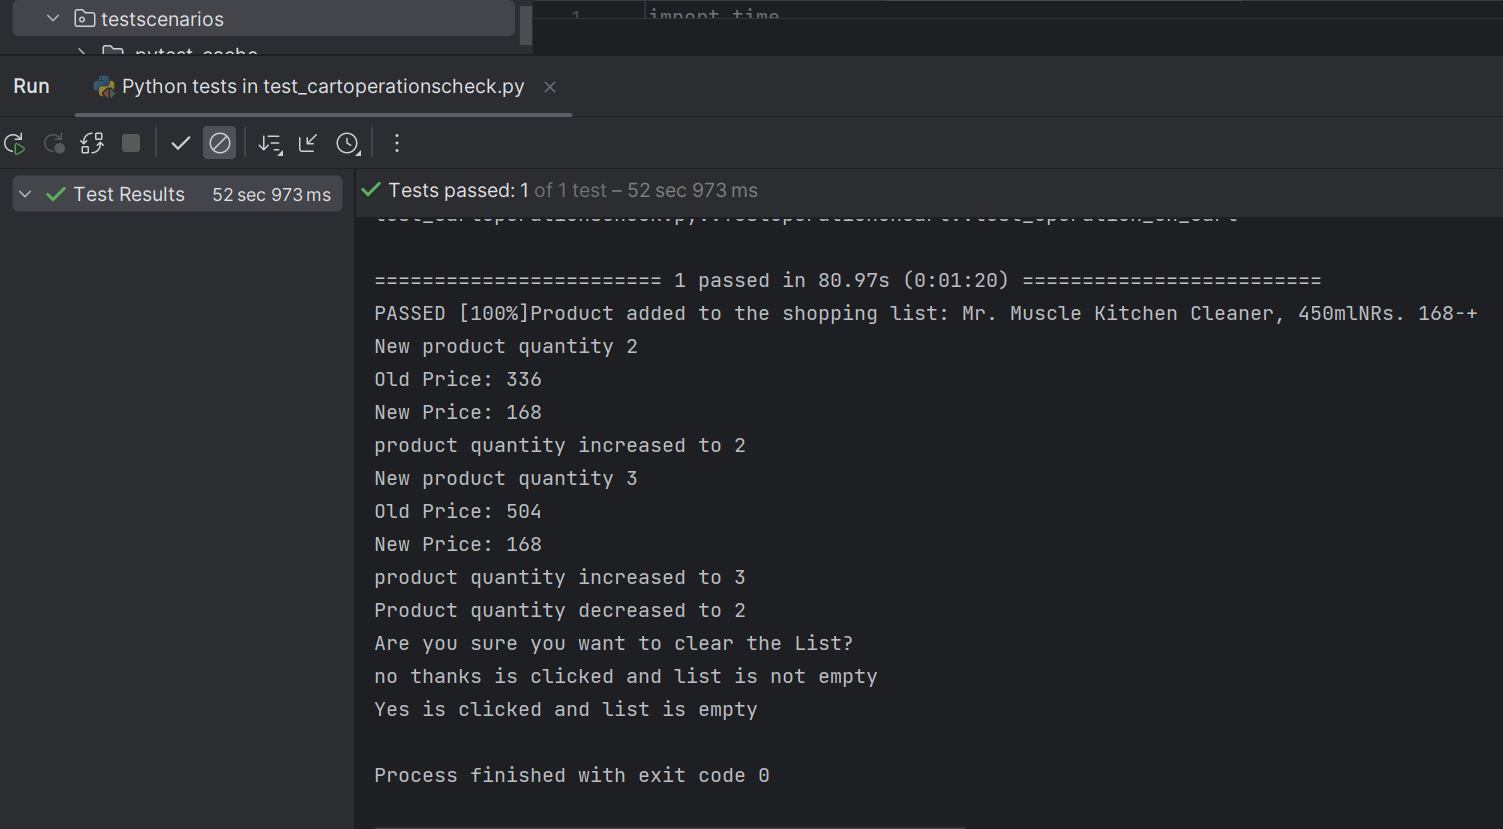 testscenarios
1 import time
pytest_cache
Run Python tests in test_cartoperationscheck.py
Test Results 52 sec 973 ms
Tests passed: 1 of 1 test – 52 sec 973 ms
======================== 1 passed in 80.97s (0:01:20) =========================
PASSED [100%]Product added to the shopping list: Mr. Muscle Kitchen Cleaner, 450mlNRs. 168-+
New product quantity 2
Old Price: 336
New Price: 168
product quantity increased to 2
New product quantity 3
Old Price: 504
New Price: 168
product quantity increased to 3
Product quantity decreased to 2
Are you sure you want to clear the List?
no thanks is clicked and list is not empty
Yes is clicked and list is empty
Process finished with exit code 0